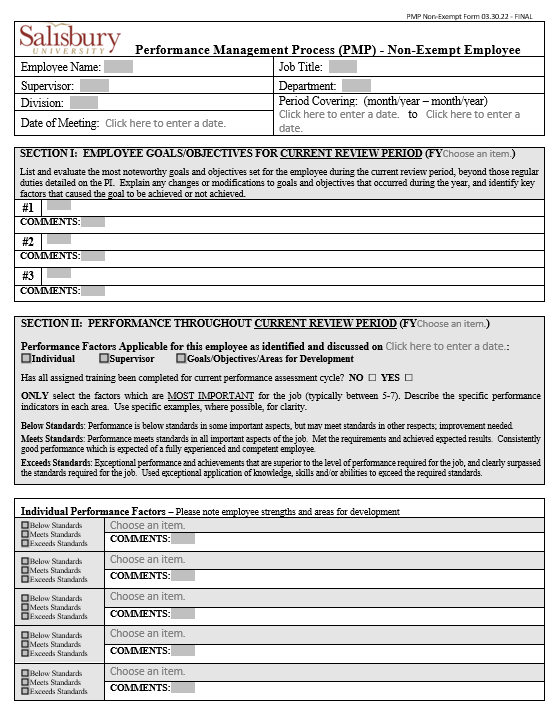 PMP Non-Exempt Form 03.30.22 - FINAL
Salisbury
UNIVERSITY
Performance Management Process (PMP) - Non-Exempt Employee
Employee Name:
Job Title:
Supervisor:
Department:
Division:
Period Covering: (month/year – month/year)
Click here to enter a date. to Click here to enter a
date.
Date of Meeting: Click here to enter a date.
SECTION I: EMPLOYEE GOALS/OBJECTIVES FOR CURRENT REVIEW PERIOD (FYChoose an item.)
List and evaluate the most noteworthy goals and objectives set for the employee during the current review period, beyond those regular
duties detailed on the PI. Explain any changes or modifications to goals and objectives that occurred during the year, and identify key
factors that caused the goal to be achieved or not achieved.
#1
COMMENTS:
#2
COMMENTS:
#3
COMMENTS:
SECTION II: PERFORMANCE THROUGHOUT CURRENT REVIEW PERIOD (FYChoose an item.)
Performance Factors Applicable for this employee as identified and discussed on Click here to enter a date.:
Individual Supervisor Goals/Objectives/Areas for Development
Has all assigned training been completed for current performance assessment cycle? NO ☐ YES ☐
ONLY select the factors which are MOST IMPORTANT for the job (typically between 5-7). Describe the specific performance
indicators in each area. Use specific examples, where possible, for clarity.
Below Standards: Performance is below standards in some important aspects, but may meet standards in other respects; improvement needed.
Meets Standards: Performance meets standards in all important aspects of the job. Met the requirements and achieved expected results. Consistently
good performance which is expected of a fully experienced and competent employee.
Exceeds Standards: Exceptional performance and achievements that are superior to the level of performance required for the job, and clearly surpassed
the standards required for the job. Used exceptional application of knowledge, skills and/or abilities to exceed the required standards.
Individual Performance Factors – Please note employee strengths and areas for development
Below Standards
Meets Standards
Exceeds Standards
Choose an item.
COMMENTS:
Below Standards
Meets Standards
Exceeds Standards
Choose an item.
COMMENTS:
Below Standards
Meets Standards
Exceeds Standards
Choose an item.
COMMENTS:
Below Standards
Meets Standards
Exceeds Standards
Choose an item.
COMMENTS:
Below Standards
Meets Standards
Exceeds Standards
Choose an item.
COMMENTS: